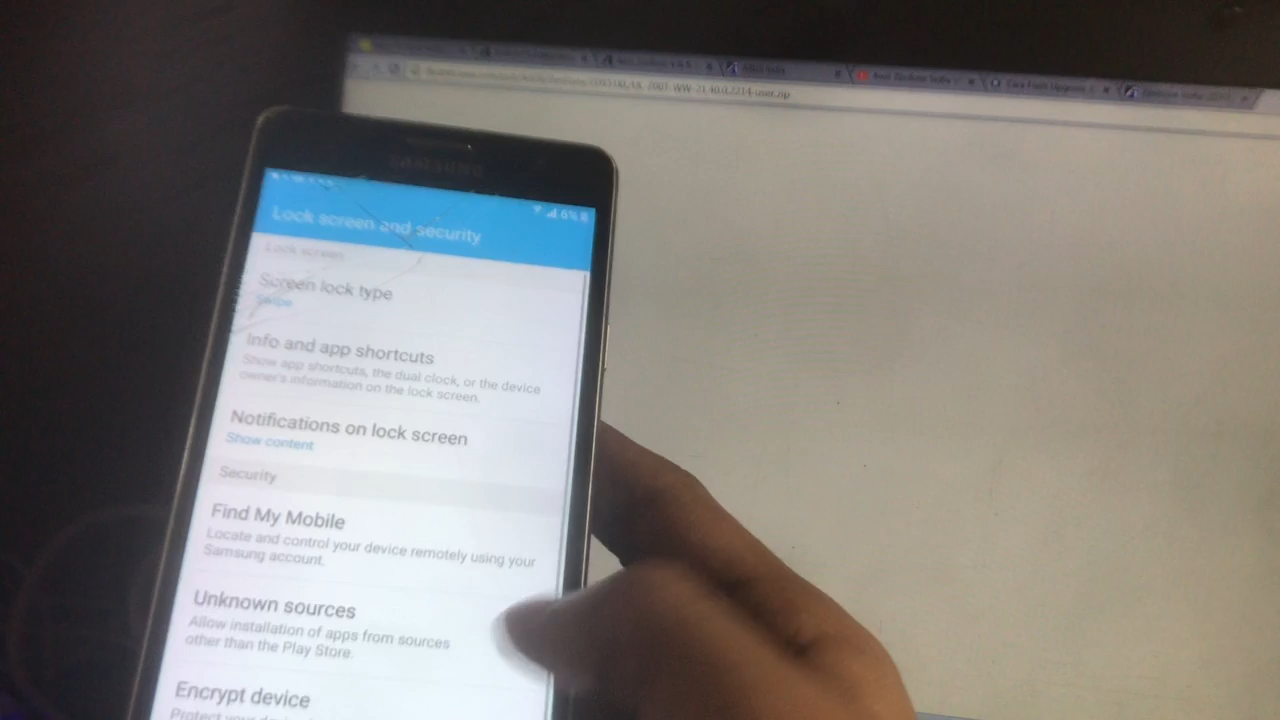 SAMSUNG
6%
Lock screen and security
Lock screen
Screen lock type
Swipe
Info and app shortcuts
Show app shortcuts, the dual clock, or the device
owner's information on the lock screen.
Notifications on lock screen
Show content
Security
Find My Mobile
Locate and control your device remotely using your
Samsung account.
Unknown sources
Allow installation of apps from sources
other than the Play Store.
Encrypt device
Protect your